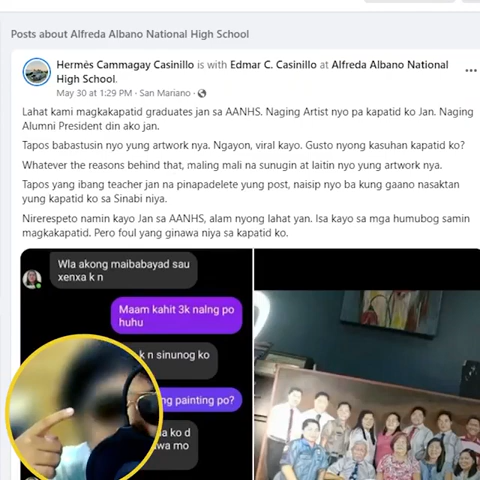 Posts about Alfreda Albano National High School
Hermés Cammagay Casinillo is with Edmar C. Casinillo at Alfreda Albano National
High School.
May 30 at 1:29 PM · San Mariano ·
Lahat kami magkakapatid graduates jan sa AANHS. Naging Artist nyo pa kapatid ko Jan. Naging
Alumni President din ako jan.
Tapos babastusin nyo yung artwork nya. Ngayon, viral kayo. Gusto nyong kasuhan kapatid ko?
Whatever the reasons behind that, maling mali na sunugin at laitin nyo yung artwork nya.
Tapos yang ibang teacher jan na pinapadelete yung post, naisip nyo ba kung gaano nasaktan
yung kapatid ko sa Sinabi niya.
Nirerespeto namin kayo Jan sa AANHS, alam nyong lahat yan. Isa kayo sa mga humubog samin
magkakapatid. Pero foul yang ginawa niya sa kapatid ko.
Wla akong maibabayad sau
xenxa k n
Maam kahit 3k nalng po
huhu
k n sinunog ko
ng painting po?
a ko d
wa mo